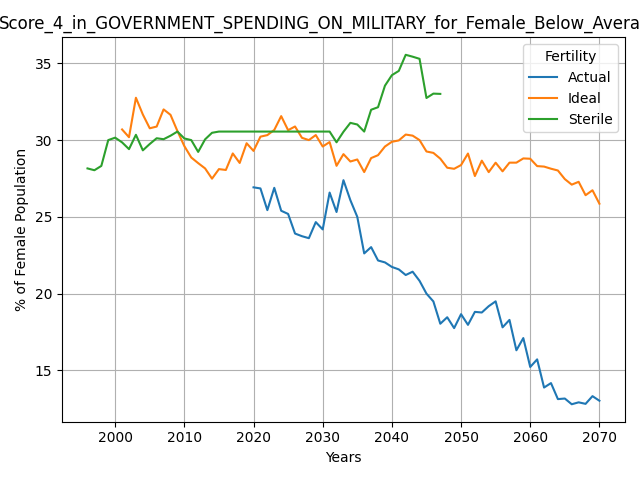 Score_4_in_GOVERNMENT_SPENDING_ON_MILITARY_for_Female_Below_Avera
Fertility
Actual
Ideal
Sterile
% of Female Population
35
30
25
20
15
2000 2010 2020 2030 2040 2050 2060 2070
Years